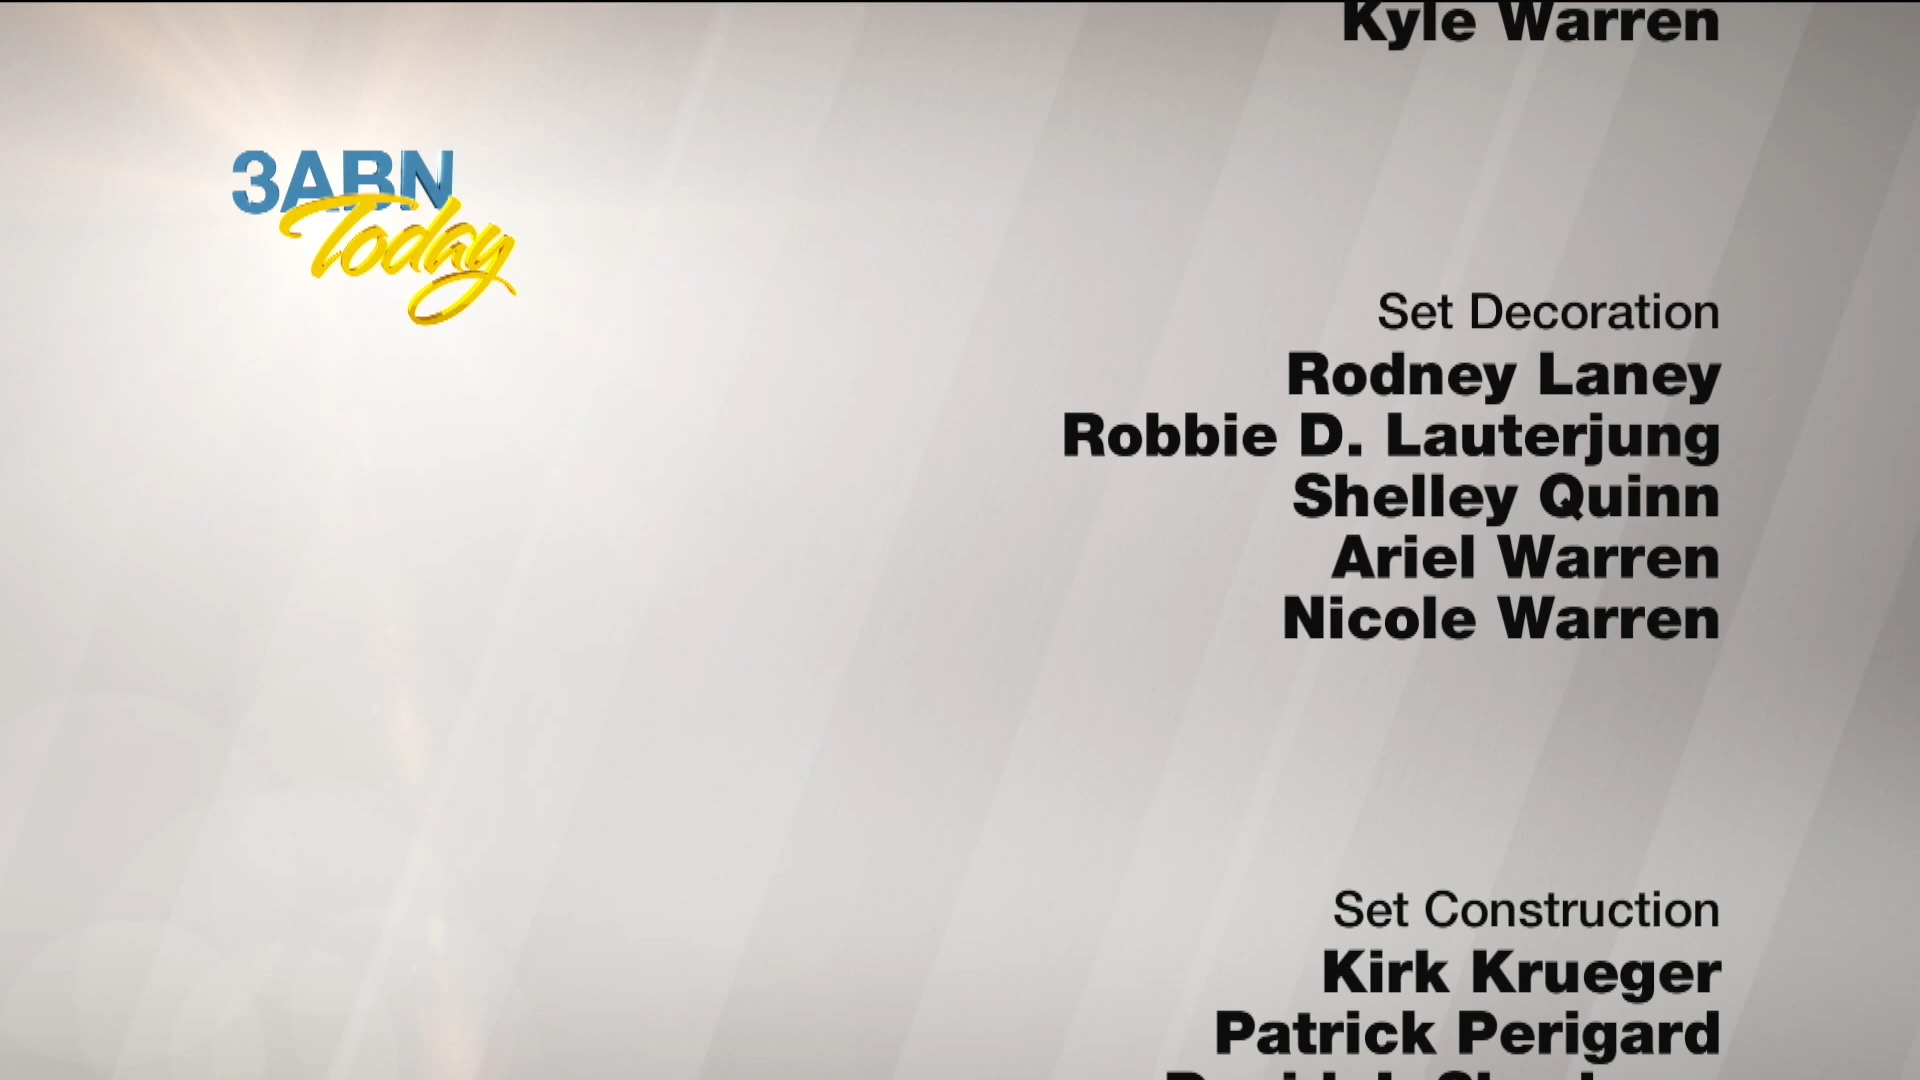 Kyle Warren
3ABN
Today
Set Decoration
Rodney Laney
Robbie D. Lauterjung
Shelley Quinn
Ariel Warren
Nicole Warren
Set Construction
Kirk Krueger
Patrick Perigard